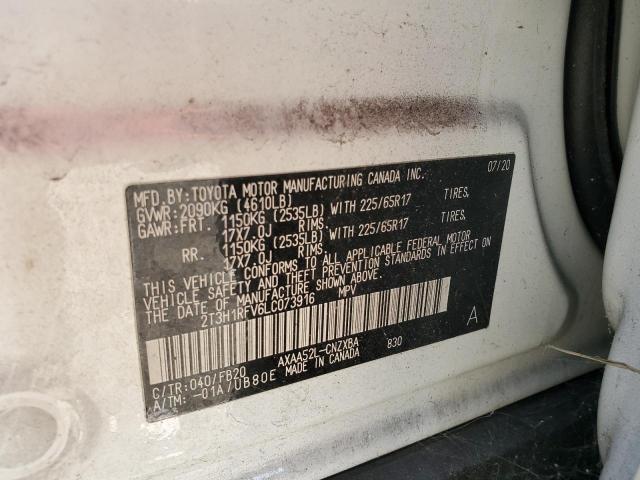 MFD.BY:TOYOTA MOTOR MANUFACTURING CANADA INC. 07/20
GVWR:2090KG (4610LB)
GAWR:FRT. 1150KG (2535LB) WITH 225/65R17 TIRES,
17X7.0J RIMS.
RR. 1150KG (2535LB) WITH 225/65R17 TIRES,
17X7.0J RIMS.
THIS VEHICLE CONFORMS TO ALL APPLICABLE FEDERAL MOTOR
VEHICLE SAFETY AND THEFT PREVENTION STANDARDS IN EFFECT ON
THE DATE OF MANUFACTURE SHOWN ABOVE.
2T3H1RFV6LC073916 MPV
A
C/TR:040/FB20 AXAA52L-CNZXBA 830
A/TM:-01A/UB80E MADE IN CANADA